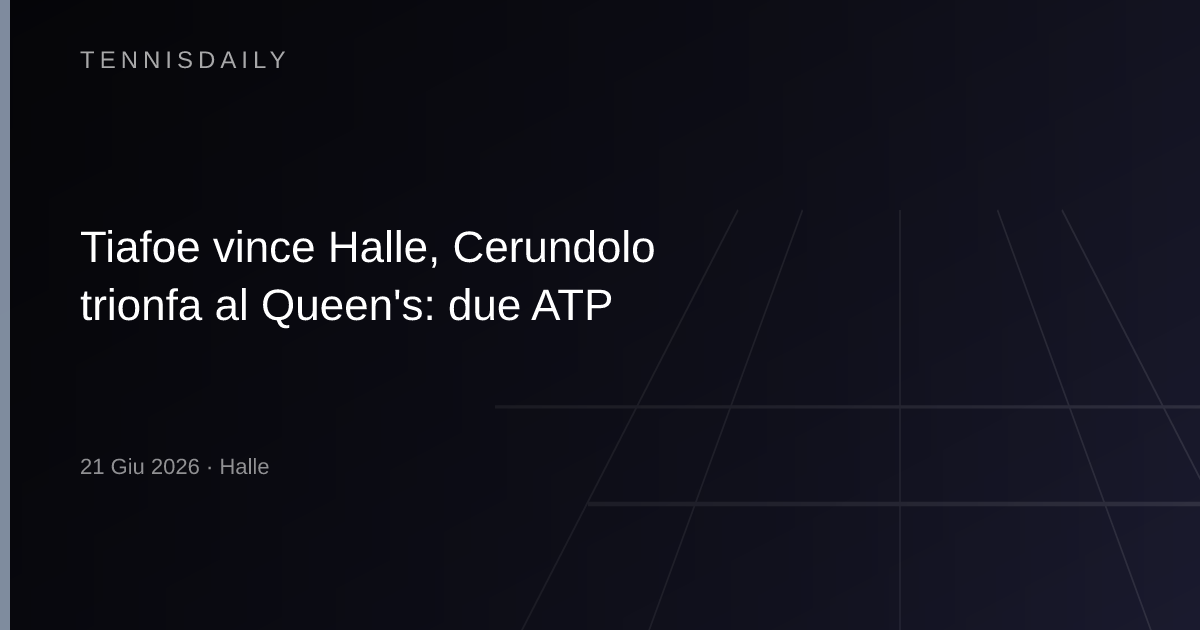 TENNISDAILY
Tiafoe vince Halle, Cerundolo
trionfa al Queen's: due ATP
21 Giu 2026 · Halle